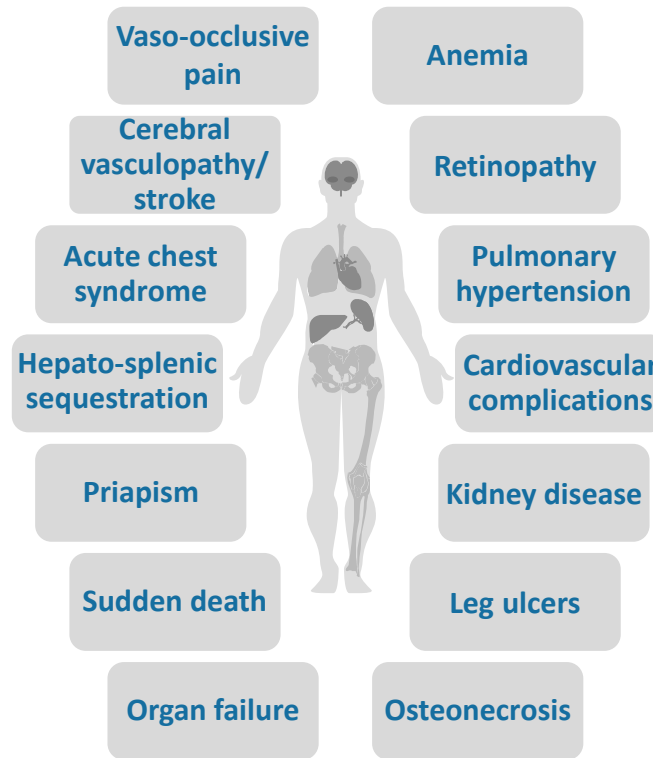 Vaso-occlusive
pain
Anemia
Cerebral
vasculopathy/
stroke
Retinopathy
Acute chest
syndrome
Pulmonary
hypertension
Hepato-splenic
sequestration
Cardiovascular
complications
Priapism
Kidney disease
Sudden death
Leg ulcers
Organ failure
Osteonecrosis